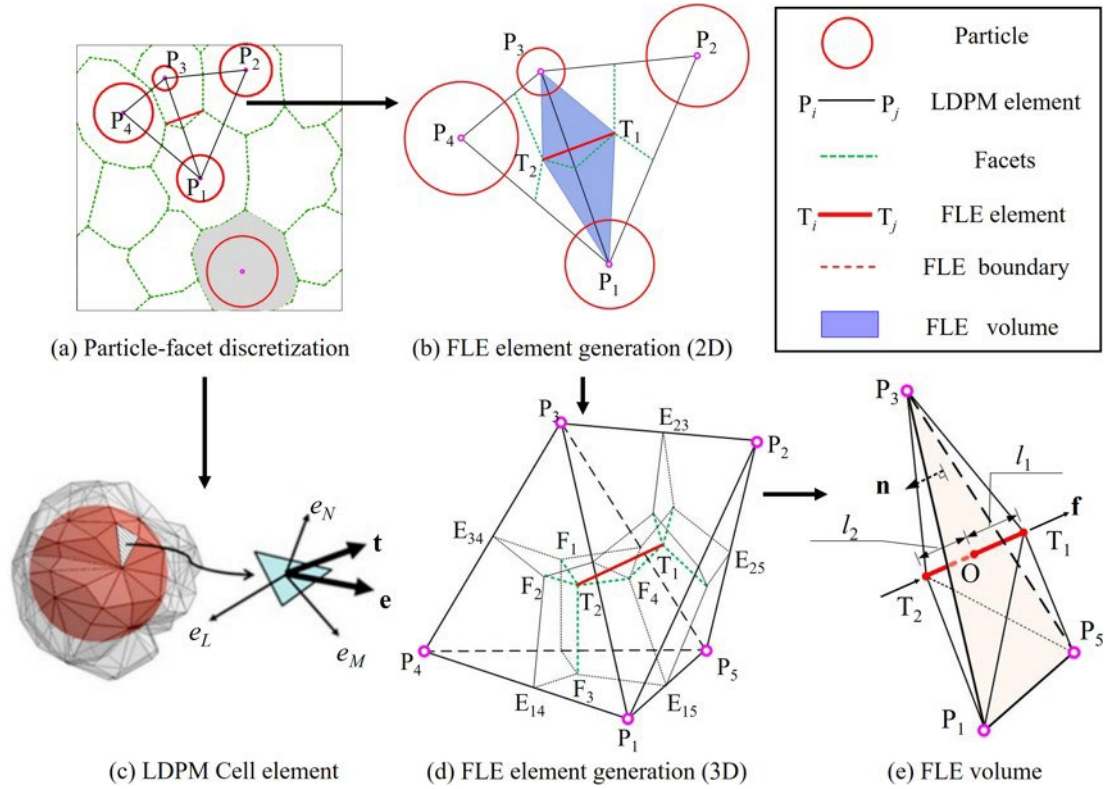 P3
P2
P4
P1
(a) Particle-facet discretization
P3
P2
P4
T1
T2
P1
(b) FLE element generation (2D)
Particle
Pi Pj LDPM element
Facets
Ti Tj FLE element
FLE boundary
FLE volume
eN
t
e
eL
eM
(c) LDPM Cell element
P3
E23
P2
E34
F1
T1
E25
F2
T2
F4
P4
P5
F3
E14
E15
P1
(d) FLE element generation (3D)
P3
l1
n
f
l2
T1
O
T2
P5
P1
(e) FLE volume